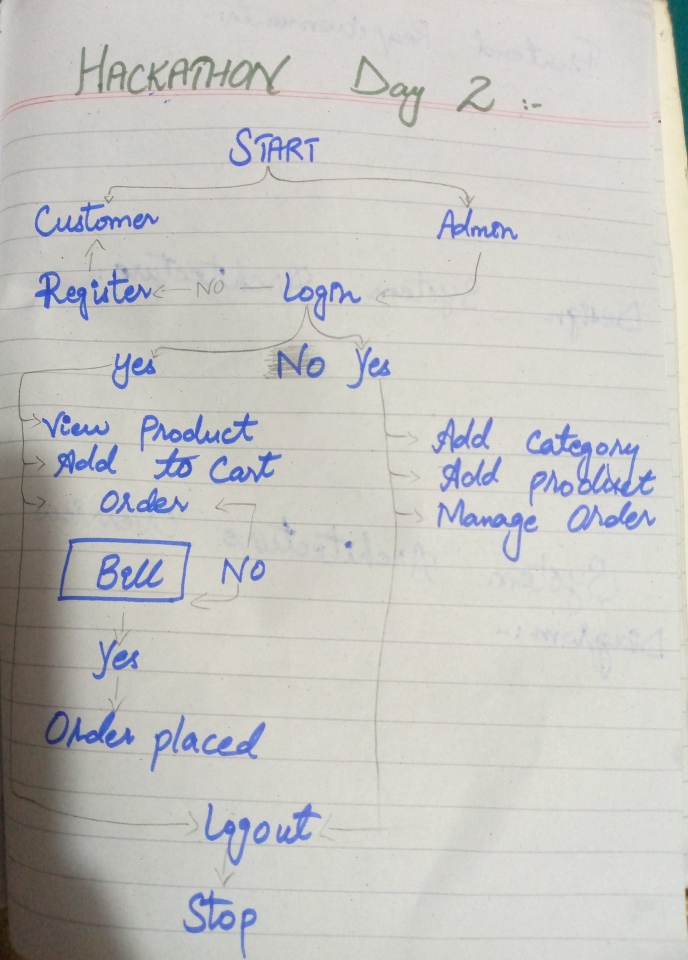 HACKATHON Day 2 :-
START
Customer Admin
Register NO Login
Yes No Yes
View Product
Add to Cart
Order
Add category
Add product
Manage Order
Bill NO
Yes
Order placed
Logout
Stop